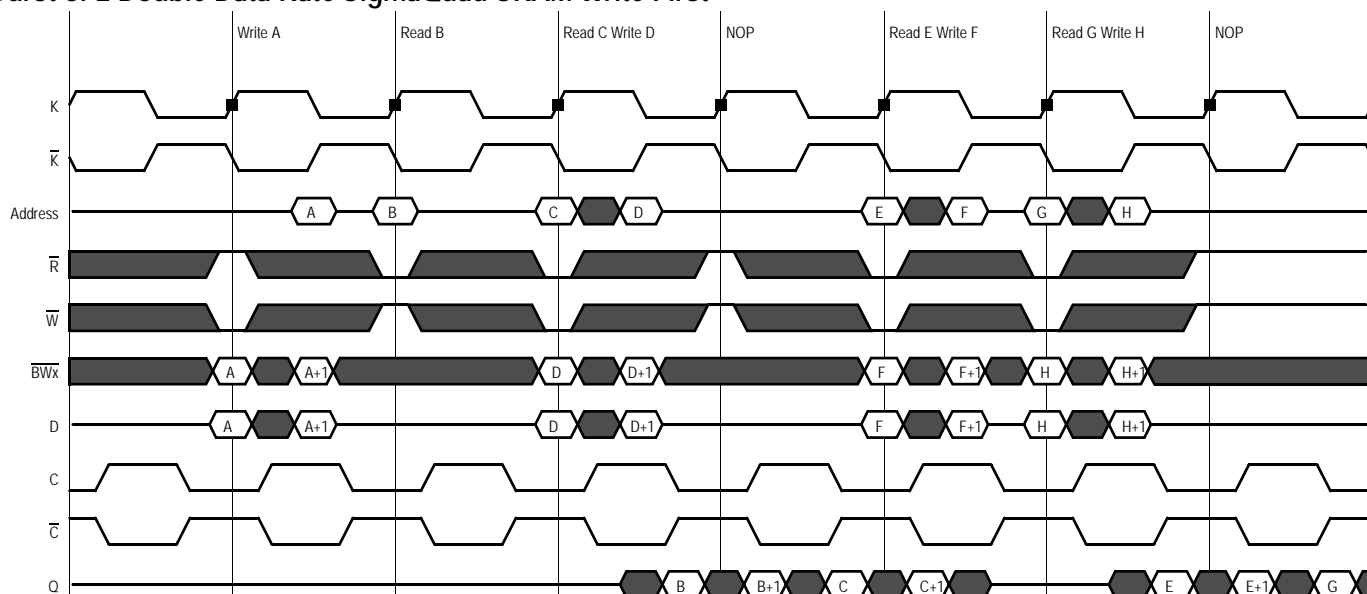 Write A Read B Read C Write D NOP Read E Write F Read G Write H NOP
K
K
Address A B C D E F G H
R
W
BWx A A+1 D D+1 F F+1 H H+1
D A A+1 D D+1 F F+1 H H+1
C
C
Q B B+1 C C+1 E E+1 G